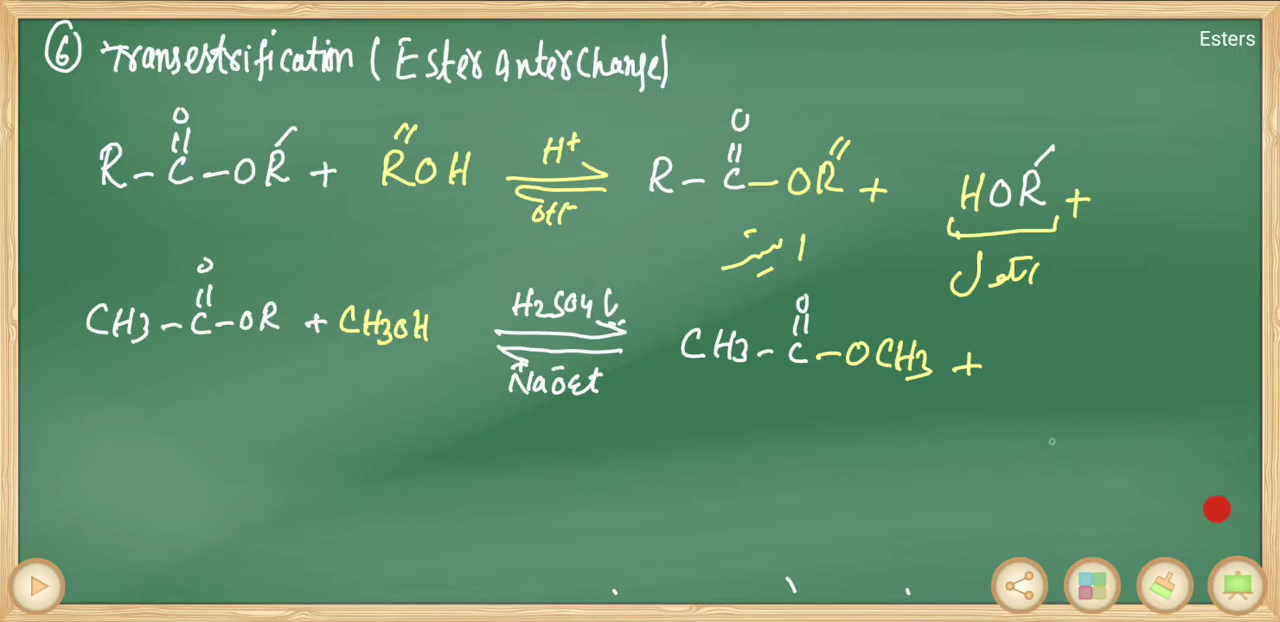 Esters
⑥ Transestrification (Ester interchange)
O O
R - C - OR' + R''OH H+ ⇌ OH R - C - OR'' + HOR' +
استر الكحول
O O
CH3 - C - OR + CH3OH H2SO4 ⇌ NaOEt CH3 - C - OCH3 +